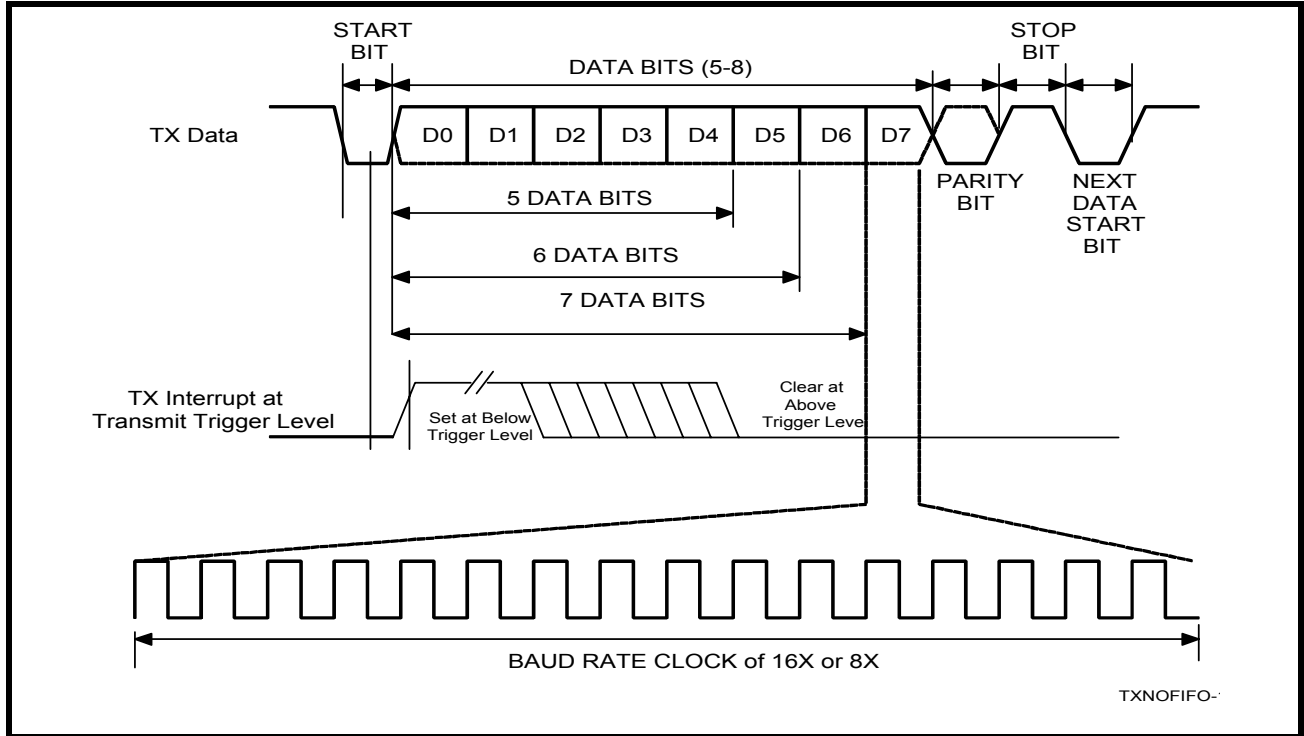 START
BIT
STOP
BIT
DATA BITS (5-8)
TX Data
D0 D1 D2 D3 D4 D5 D6 D7
PARITY
BIT
NEXT
DATA
START
BIT
5 DATA BITS
6 DATA BITS
7 DATA BITS
TX Interrupt at
Transmit Trigger Level
Set at Below
Trigger Level
Clear at
Above
Trigger Leve
BAUD RATE CLOCK of 16X or 8X
TXNOFIFO-